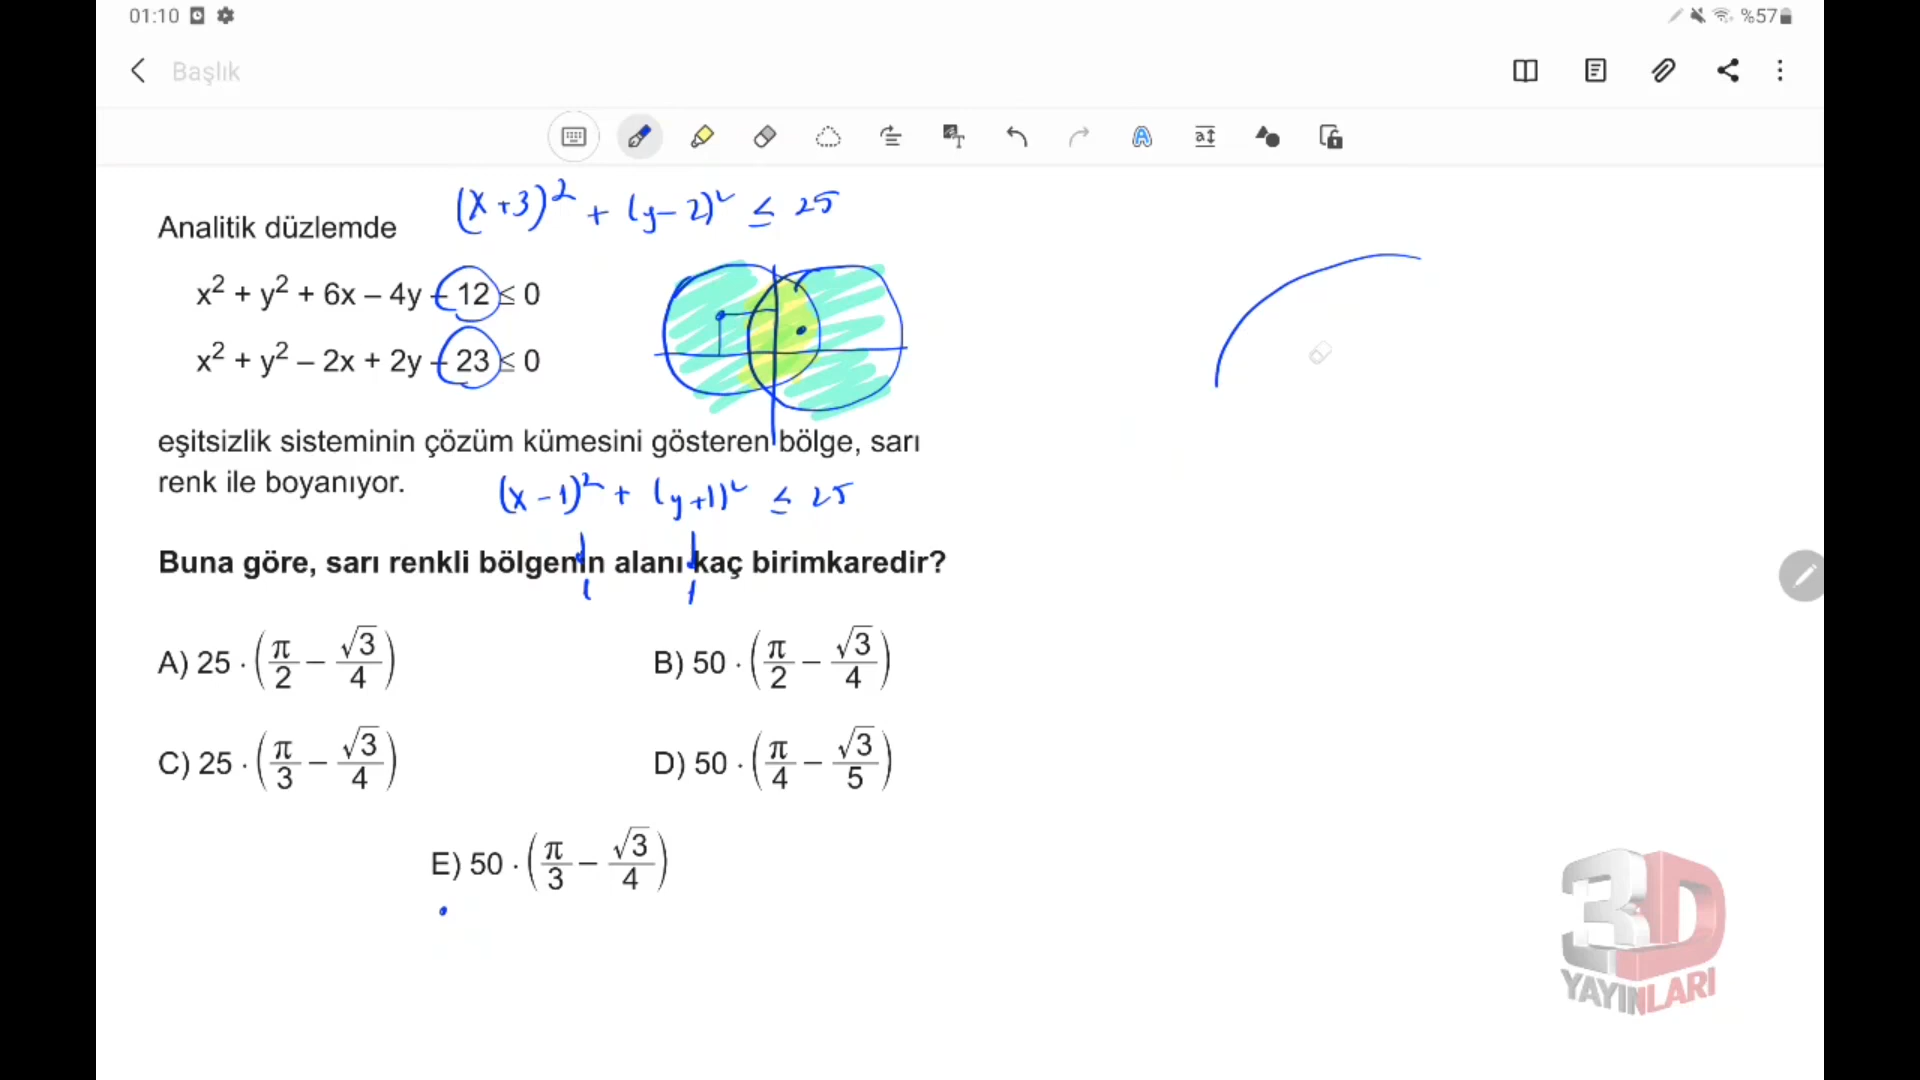 01:10
%57
Başlık
(x+3)² + (y-2)² ≤ 25
Analitik düzlemde
x² + y² + 6x – 4y – 12 ≤ 0
x² + y² – 2x + 2y – 23 ≤ 0
eşitsizlik sisteminin çözüm kümesini gösteren bölge, sarı
renk ile boyanıyor.
(x-1)² + (y+1)² ≤ 25
Buna göre, sarı renkli bölgenin alanı kaç birimkaredir?
A) 25 · (π/2 – √3/4)
B) 50 · (π/2 – √3/4)
C) 25 · (π/3 – √3/4)
D) 50 · (π/4 – √3/5)
E) 50 · (π/3 – √3/4)
3D
YAYINLARI